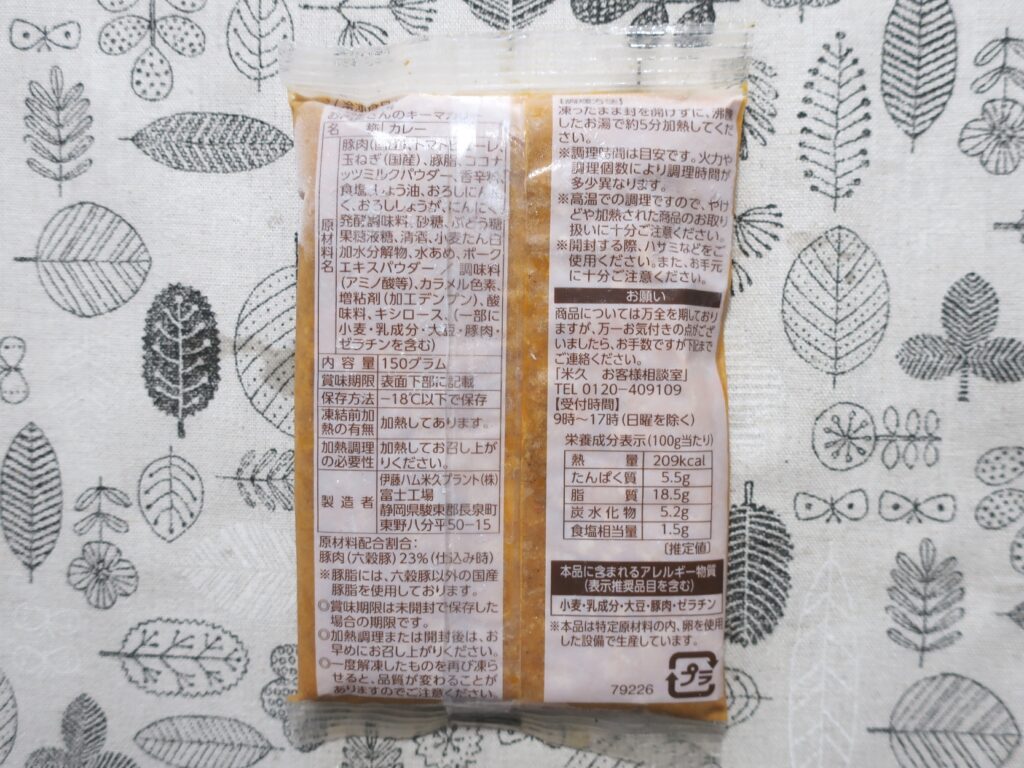 のキーマカレー
名 称 カレー
原材料名
豚肉(国産)、トマトピューレ、
玉ねぎ(国産)、豚脂、ココナ
ッツミルクパウダー、香辛料、
食塩、しょう油、おろしにんに
く、おろししょうが、にんにく、
発酵調味料、砂糖、ぶどう糖
果糖液糖、清酒、小麦たん白
加水分解物、水あめ、ポーク
エキスパウダー/調味料
(アミノ酸等)、カラメル色素、
増粘剤(加工デンプン)、酸
味料、キシロース、(一部に
小麦・乳成分・大豆・豚肉・
ゼラチンを含む)
内容量 150グラム
賞味期限 表面下部に記載
保存方法 −18℃以下で保存
凍結前加熱の有無 加熱してあります。
加熱調理の必要性 加熱してお召し上が
りください。
製造者
伊藤ハム米久プラント(株)
富士工場
静岡県駿東郡長泉町
東野八分平50−15
原材料配合割合:
豚肉(六穀豚)23%(仕込み時)
※豚脂には、六穀豚以外の国産
豚脂を使用しております。
◎賞味期限は未開封で保存した
場合の期限です。
◎加熱調理または開封後は、お
早めにお召し上がりください。
◎一度解凍したものを再び凍ら
せると、品質が変わることが
ありますのでご注意ください。
凍ったまま封を開けずに、沸騰
したお湯で約5分加熱してくだ
さい。
※調理時間は目安です。火力や
調理個数により調理時間が
多少異なります。
※高温での調理ですので、やけ
どや加熱された商品のお取り
扱いに十分ご注意ください。
※開封する際、ハサミなどをご
使用ください。また、お手元
に十分ご注意ください。
お願い
商品については万全を期しており
ますが、万一お気付きの点がござ
いましたら、お手数ですが下記まで
ご連絡ください。
「米久 お客様相談室」
TEL 0120−409109
【受付時間】
9時〜17時(日曜を除く)
栄養成分表示(100g当たり)
熱量 209kcal
たんぱく質 5.5g
脂質 18.5g
炭水化物 5.2g
食塩相当量 1.5g
〔推定値〕
本品に含まれるアレルギー物質
(表示推奨品目を含む)
小麦・乳成分・大豆・豚肉・ゼラチン
※本品は特定原材料の内、卵を使用
した設備で生産しています。
79226
プラ